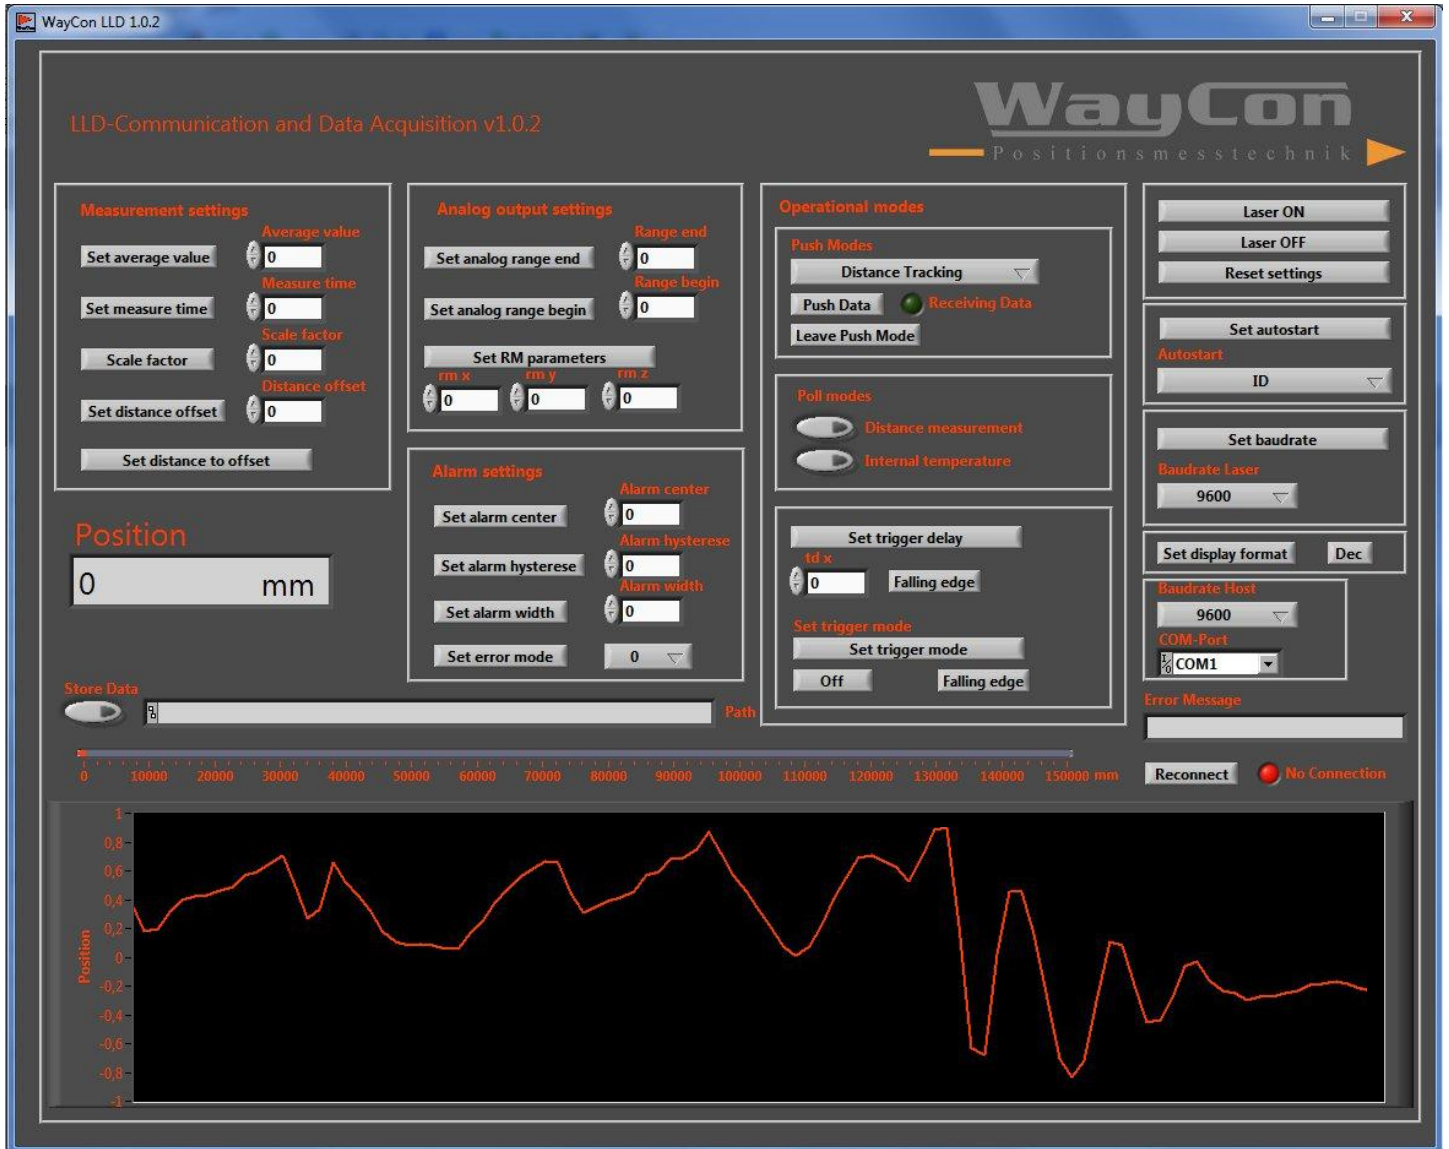 WayCon LLD 1.0.2
LLD-Communication and Data Acquisition v1.0.2
WayCon
Positionsmesstechnik
Measurement settings
Average value
Set average value
0
Measure time
Set measure time
0
Scale factor
Scale factor
0
Distance offset
Set distance offset
0
Set distance to offset
Analog output settings
Range end
Set analog range end
0
Range begin
Set analog range begin
0
Set RM parameters
rm x rm y rm z
0 0 0
Alarm settings
Alarm center
Set alarm center
0
Alarm hysterese
Set alarm hysterese
0
Alarm width
Set alarm width
0
Set error mode
0
Operational modes
Push Modes
Distance Tracking
Push Data
Receiving Data
Leave Push Mode
Poll modes
Distance measurement
Internal temperature
Set trigger delay
td x
0
Falling edge
Set trigger mode
Set trigger mode
Off
Falling edge
Laser ON
Laser OFF
Reset settings
Set autostart
Autostart
ID
Set baudrate
Baudrate Laser
9600
Set display format
Dec
Baudrate Host
9600
COM-Port
COM1
Error Message
Reconnect
No Connection
Position
0 mm
Store Data
Path
0 10000 20000 30000 40000 50000 60000 70000 80000 90000 100000 110000 120000 130000 140000 150000 mm
Position
1
0,8
0,6
0,4
0,2
0
-0,2
-0,4
-0,6
-0,8
-1